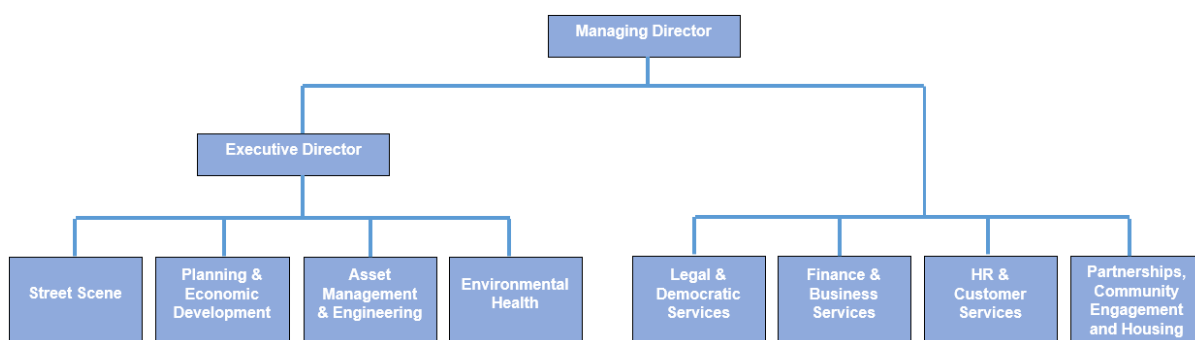 Managing Director
Executive Director
Street Scene
Planning &
Economic
Development
Asset
Management
& Engineering
Environmental
Health
Legal &
Democratic
Services
Finance &
Business
Services
HR &
Customer
Services
Partnerships,
Community
Engagement
and Housing